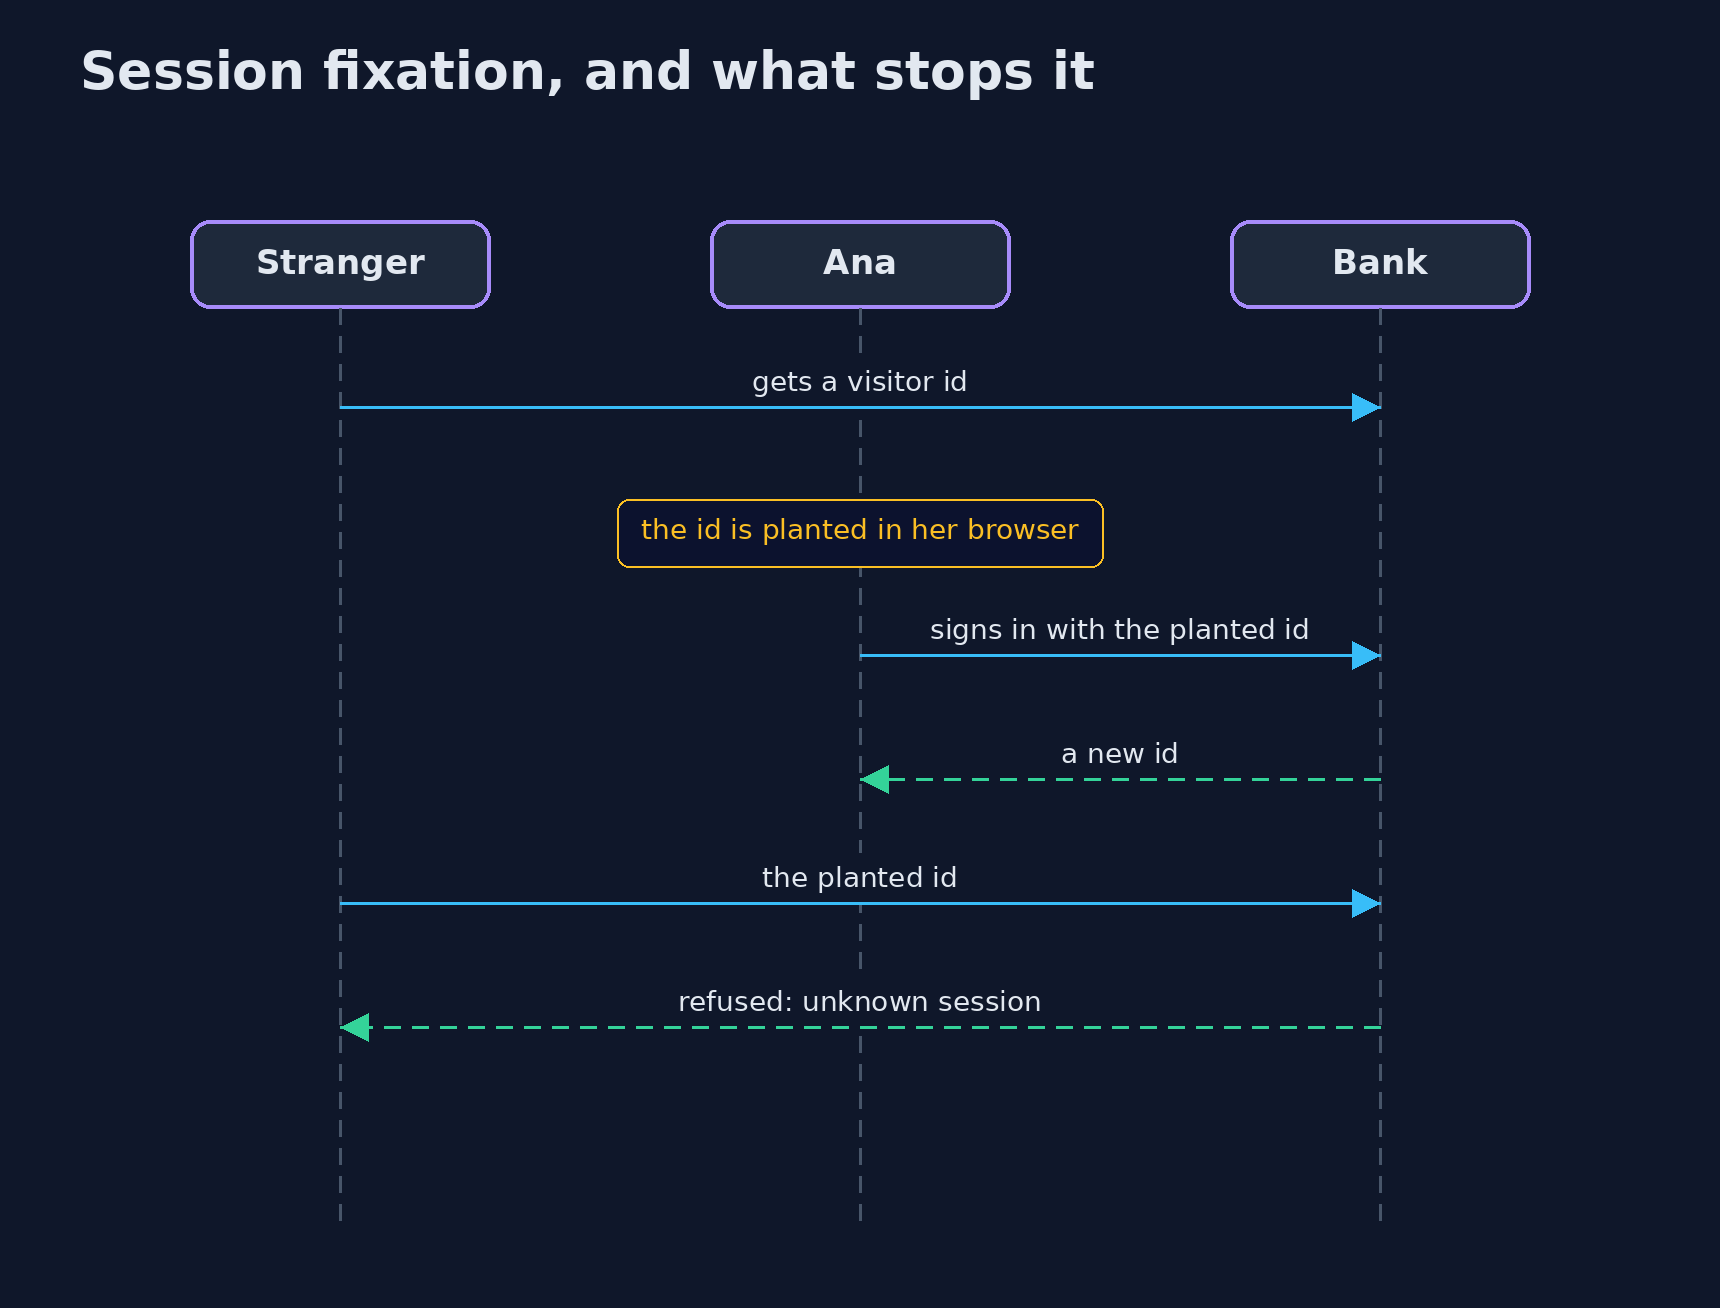 Session fixation, and what stops it
Stranger
Ana
Bank
gets a visitor id
the id is planted in her browser
signs in with the planted id
a new id
the planted id
refused: unknown session